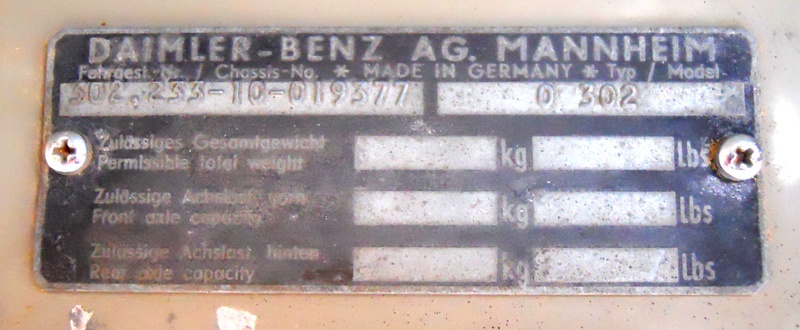 DAIMLER-BENZ AG. MANNHEIM
Fahrgest.-Nr. / Chassis-No. * MADE IN GERMANY * Typ / Model
302.233-10-019377 O 302
Zulässiges Gesamtgewicht kg lbs
Permissible total weight
Zulässige Achslast vorn kg lbs
Front axle capacity
Zulässige Achslast hinten kg lbs
Rear axle capacity